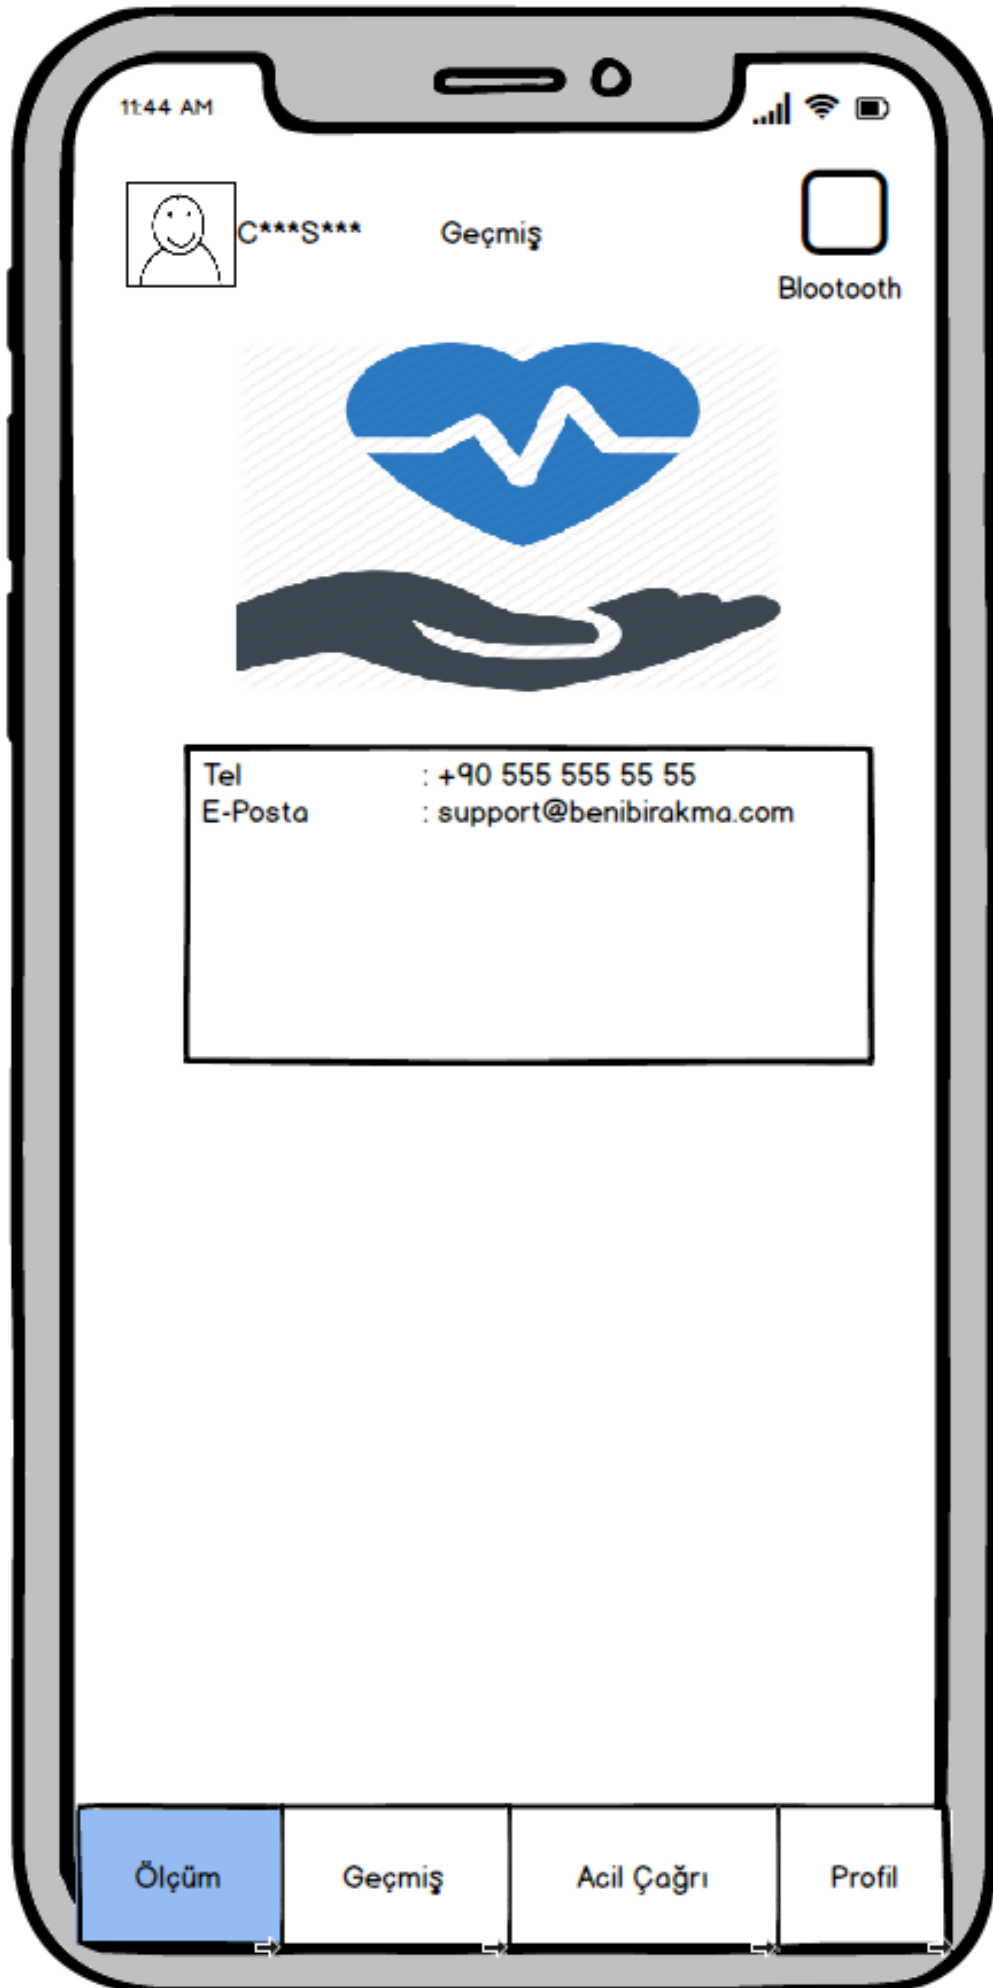 11:44 AM
C***S*** Geçmiş
Blootooth
Tel : +90 555 555 55 55
E-Posta : support@benibirakma.com
Ölçüm Geçmiş Acil Çağrı Profil